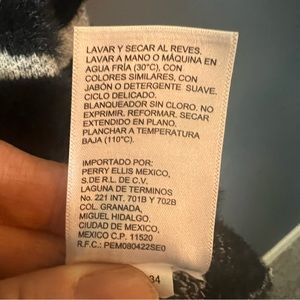 LAVAR Y SECAR AL REVES.
LAVAR A MANO O MÁQUINA EN
AGUA FRÍA (30°C), CON
COLORES SIMILARES, CON
JABÓN O DETERGENTE SUAVE.
CICLO DELICADO.
BLANQUEADOR SIN CLORO. NO
EXPRIMIR. REFORMAR. SECAR
EXTENDIDO EN PLANO.
PLANCHAR A TEMPERATURA
BAJA (110°C).
IMPORTADO POR:
PERRY ELLIS MEXICO,
S.DE R.L. DE C.V.
LAGUNA DE TERMINOS
No. 221 INT. 701B Y 702B
COL. GRANADA,
MIGUEL HIDALGO.
CIUDAD DE MEXICO,
MEXICO C.P. 11520
R.F.C.: PEM080422SE0
34